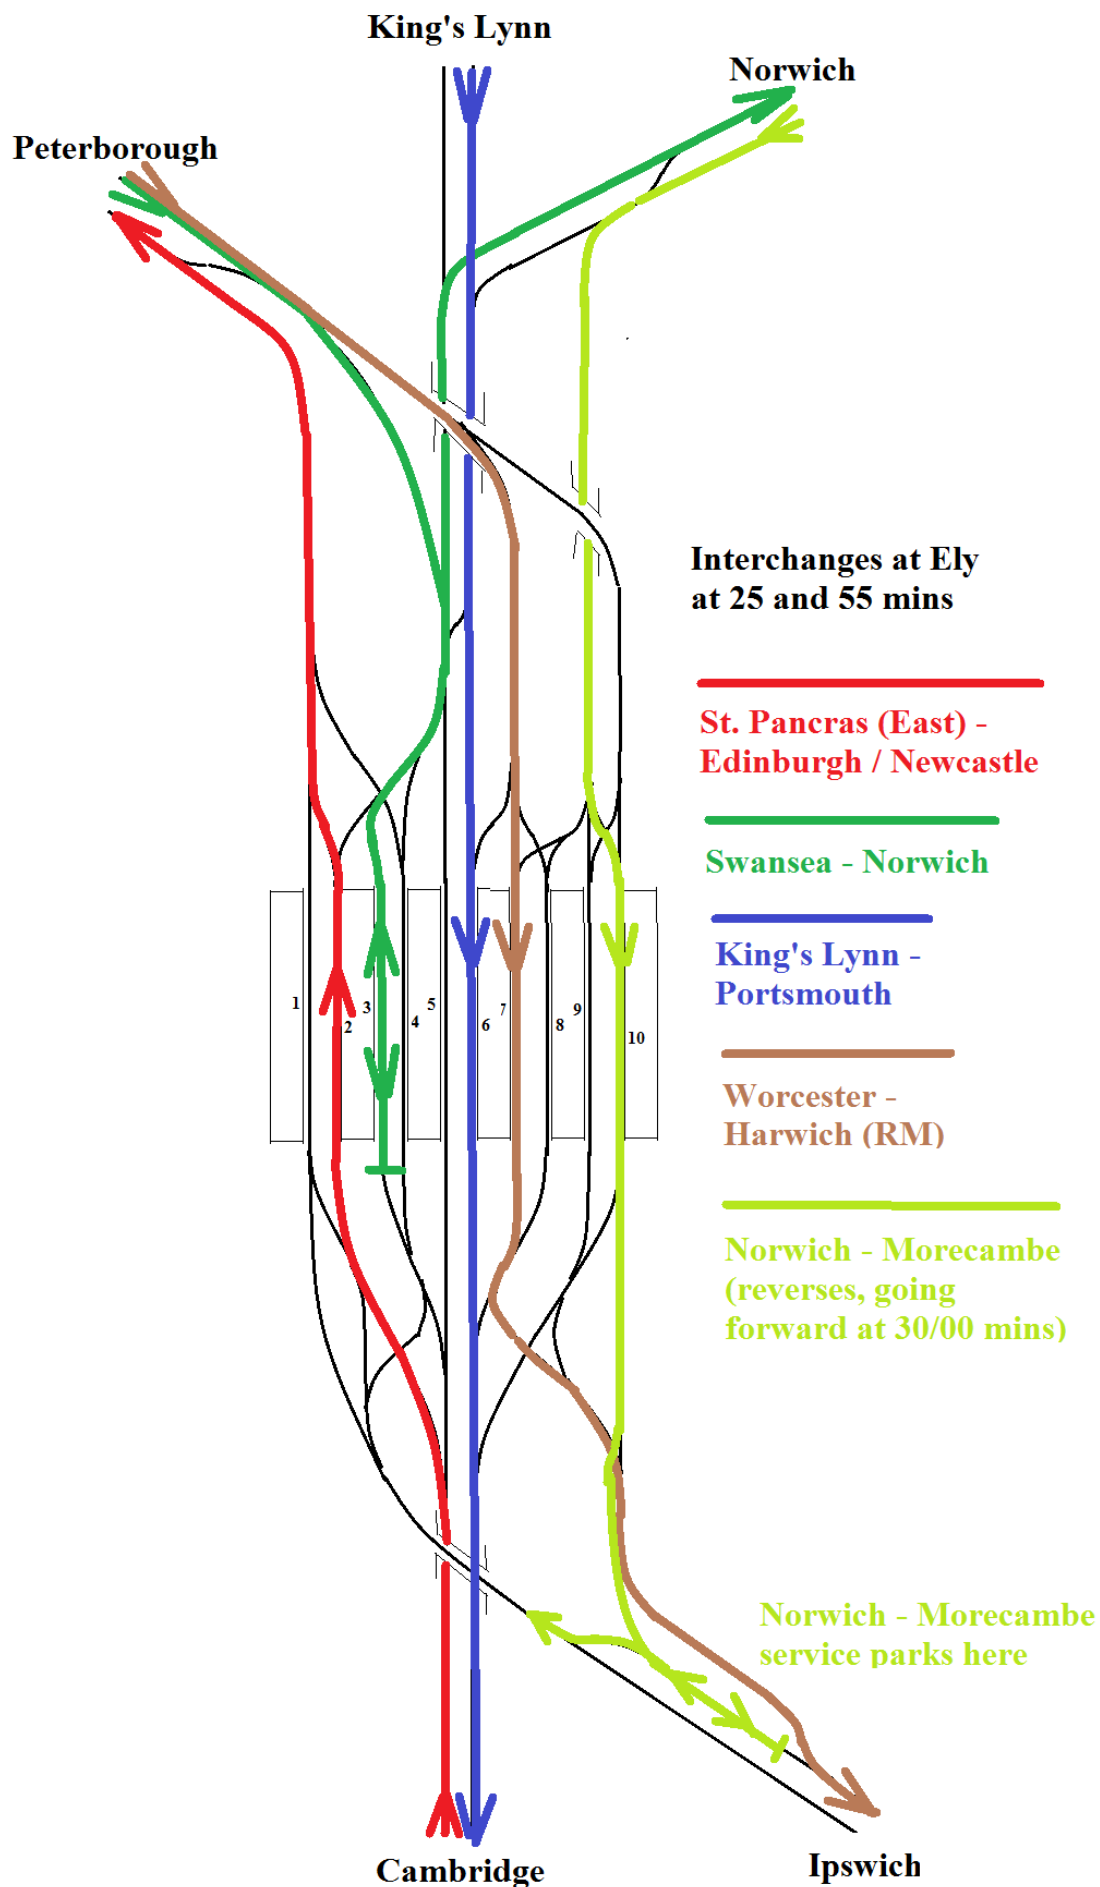 King's Lynn
Norwich
Peterborough
Interchanges at Ely
at 25 and 55 mins
St. Pancras (East) -
Edinburgh / Newcastle
Swansea - Norwich
King's Lynn -
Portsmouth
Worcester -
Harwich (RM)
Norwich - Morecambe
(reverses, going
forward at 30/00 mins)
1
2
3
4
5
6
7
8
9
10
Norwich - Morecambe
service parks here
Cambridge
Ipswich